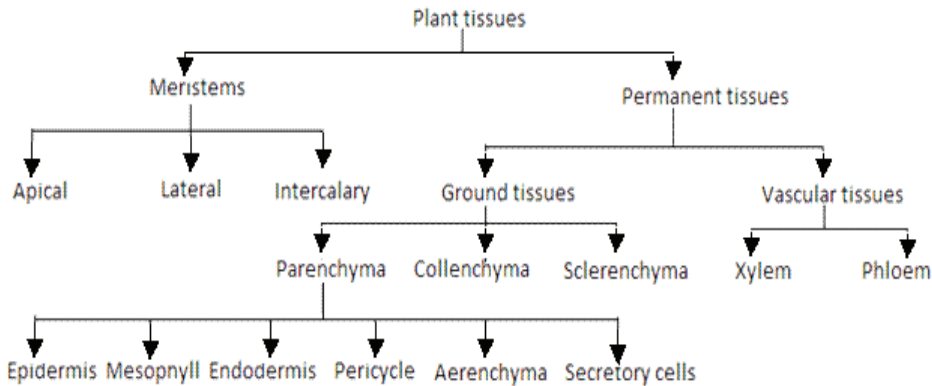 Plant tissues
Meristems
Permanent tissues
Apical
Lateral
Intercalary
Ground tissues
Vascular tissues
Parenchyma
Collenchyma
Sclerenchyma
Xylem
Phloem
Epidermis
Mesopnyll
Endodermis
Pericycle
Aerenchyma
Secretory cells